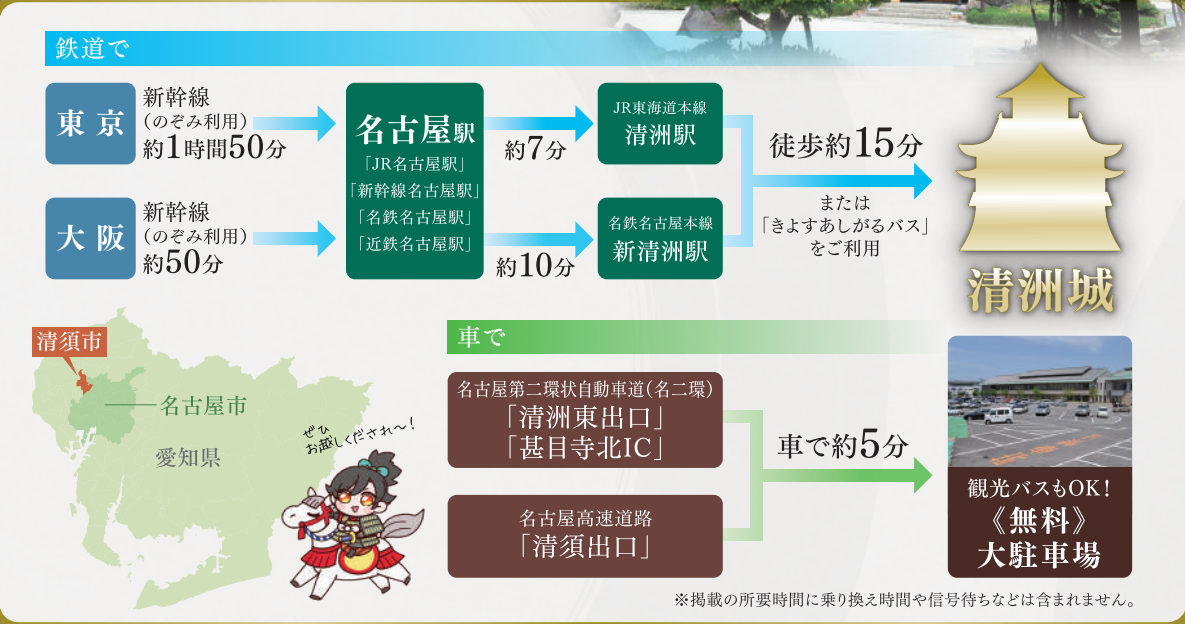 鉄道で
東京
新幹線
（のぞみ利用）
約1時間50分
大阪
新幹線
（のぞみ利用）
約50分
名古屋駅
「JR名古屋駅」
「新幹線名古屋駅」
「名鉄名古屋駅」
「近鉄名古屋駅」
約7分
約10分
JR東海道本線
清洲駅
名鉄名古屋本線
新清洲駅
徒歩約15分
または
「きよすあしがるバス」
をご利用
清洲城
清須市
名古屋市
愛知県
ぜひ
お越しくだされ〜！
車で
名古屋第二環状自動車道（名二環）
「清洲東出口」
「甚目寺北IC」
名古屋高速道路
「清須出口」
車で約5分
観光バスもOK！
《無料》
大駐車場
※掲載の所要時間に乗り換え時間や信号待ちなどは含まれません。